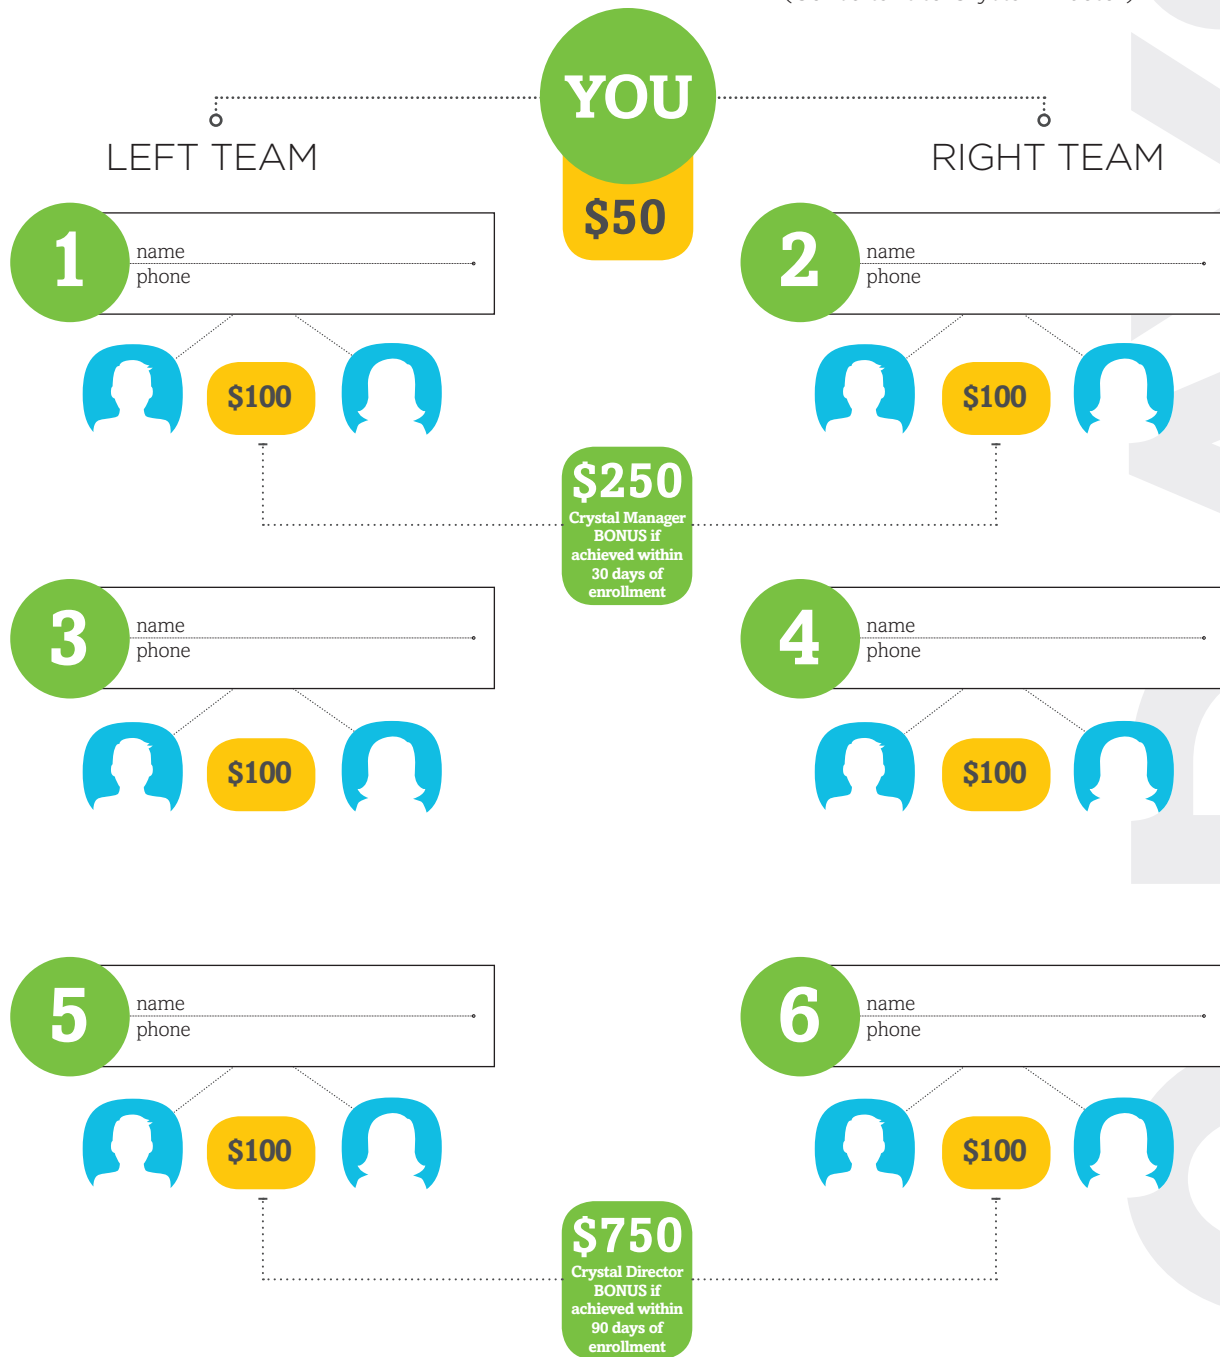 YOU
LEFT TEAM
RIGHT TEAM
$50
1
name
phone
2
name
phone
$100
$100
$250
Crystal Manager
BONUS if
achieved within
30 days of
enrollment
3
name
phone
4
name
phone
$100
$100
5
name
phone
6
name
phone
$100
$100
$750
Crystal Director
BONUS if
achieved within
90 days of
enrollment